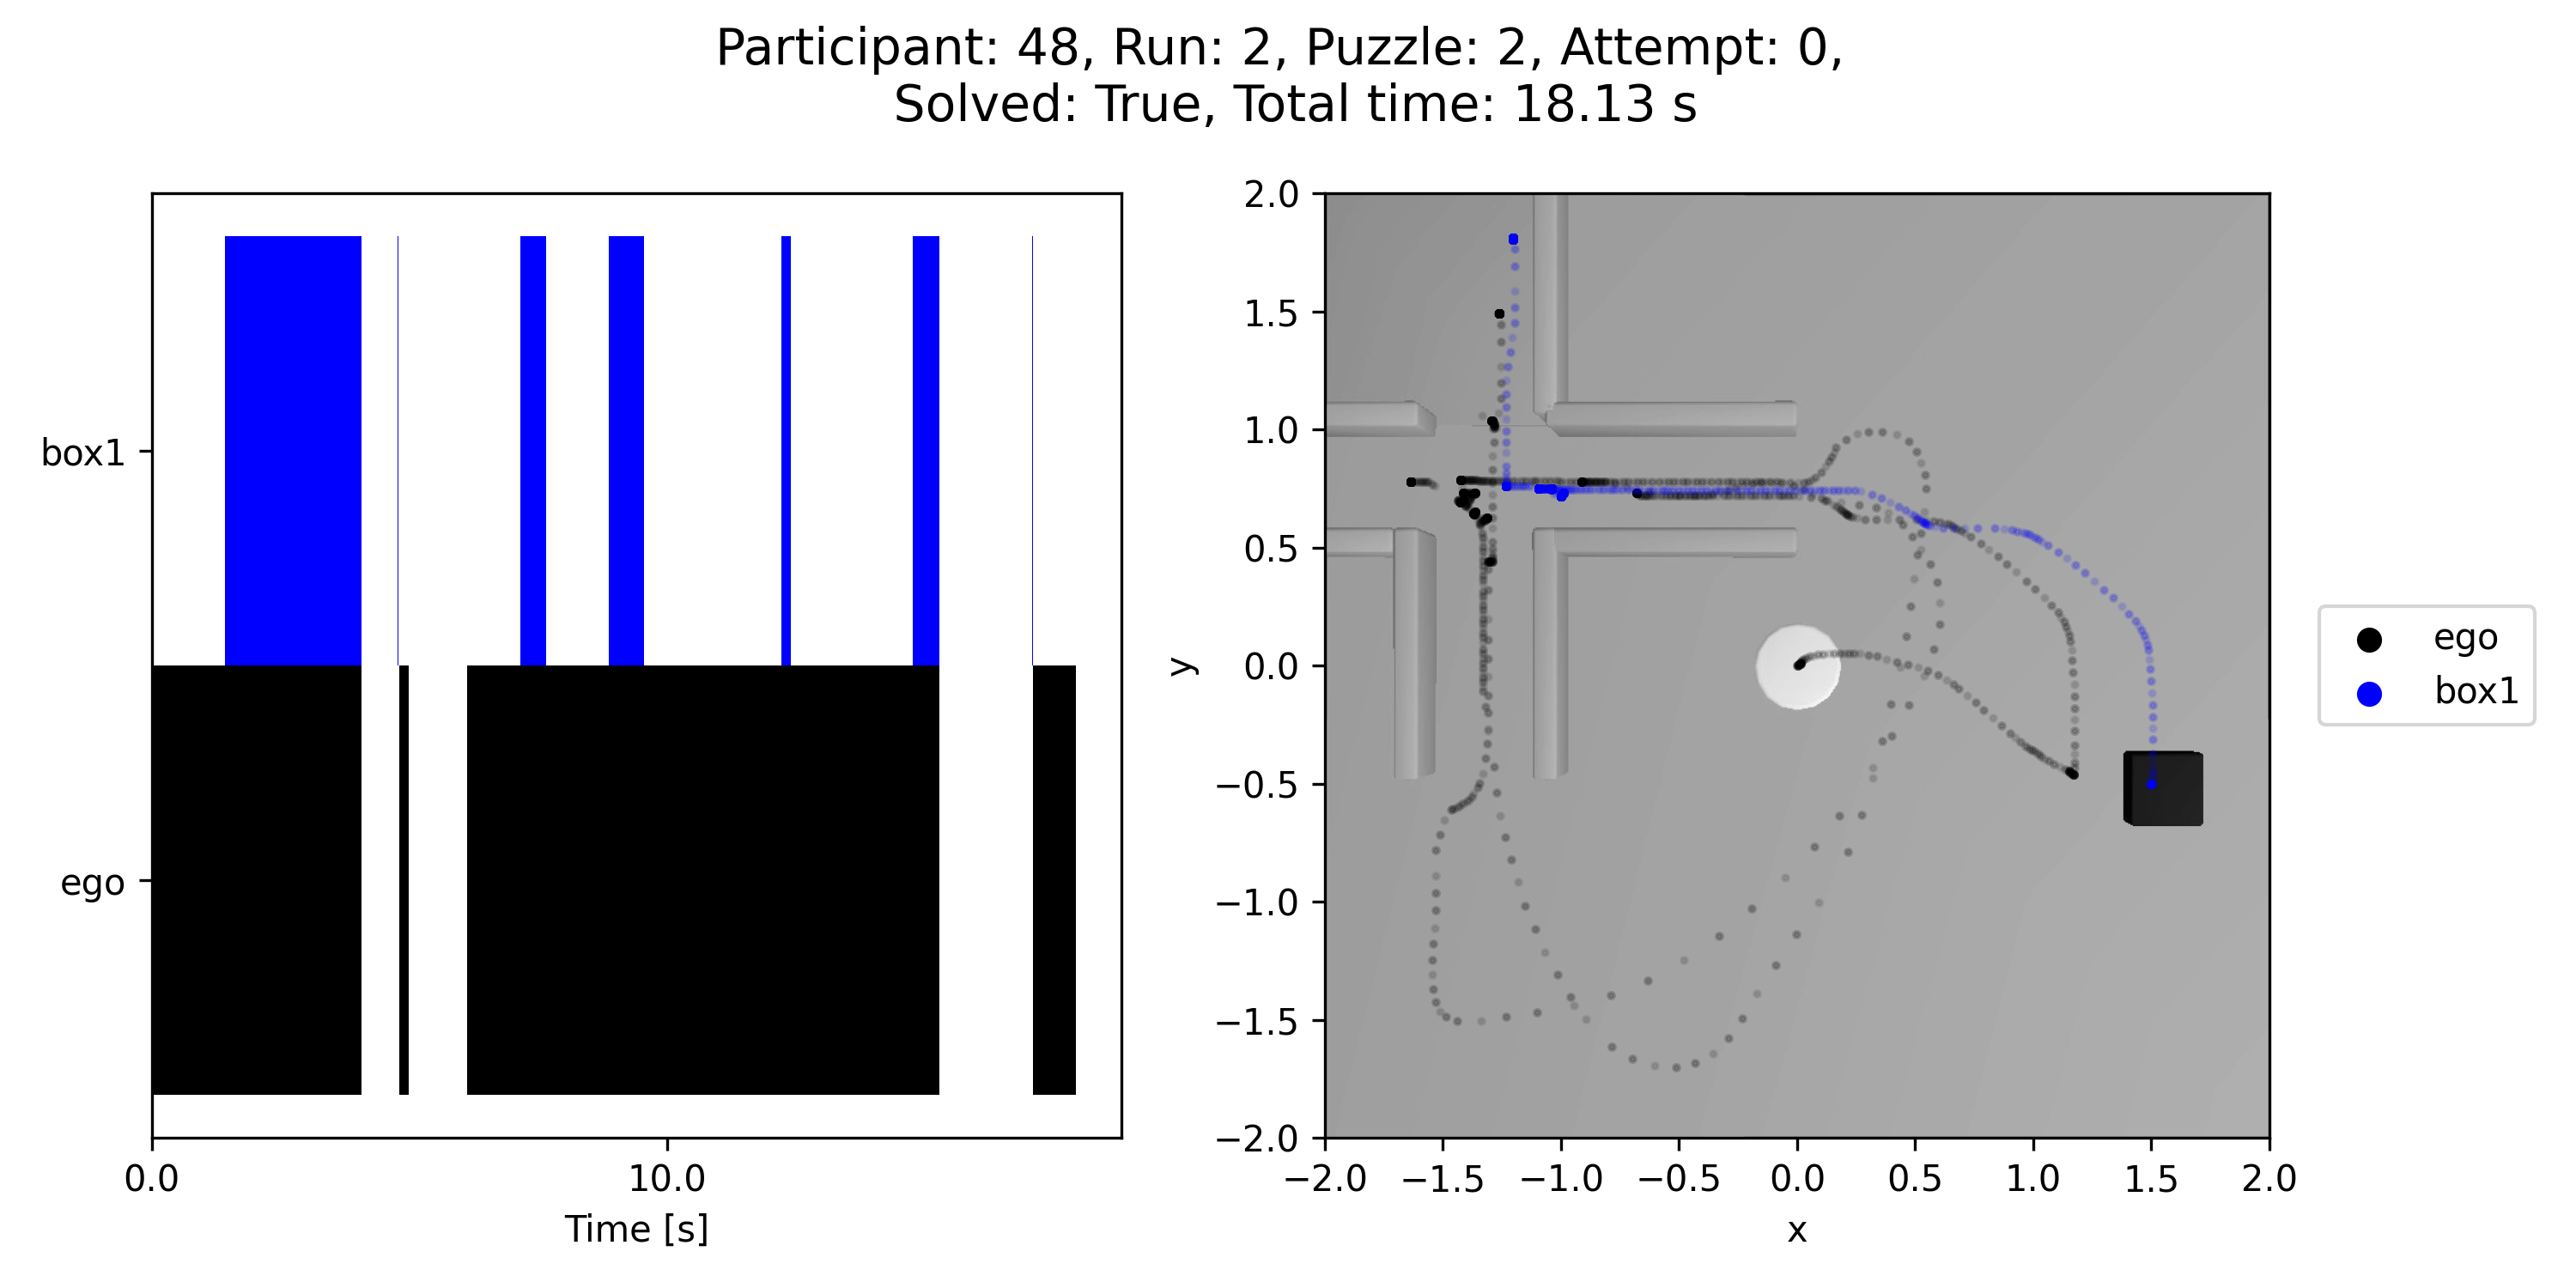 Participant: 48, Run: 2, Puzzle: 2, Attempt: 0,
Solved: True, Total time: 18.13 s
box1
ego
0.0
10.0
Time [s]
2.0
1.5
1.0
0.5
0.0
−0.5
−1.0
−1.5
−2.0
y
−2.0
−1.5
−1.0
−0.5
0.0
0.5
1.0
1.5
2.0
x
ego
box1